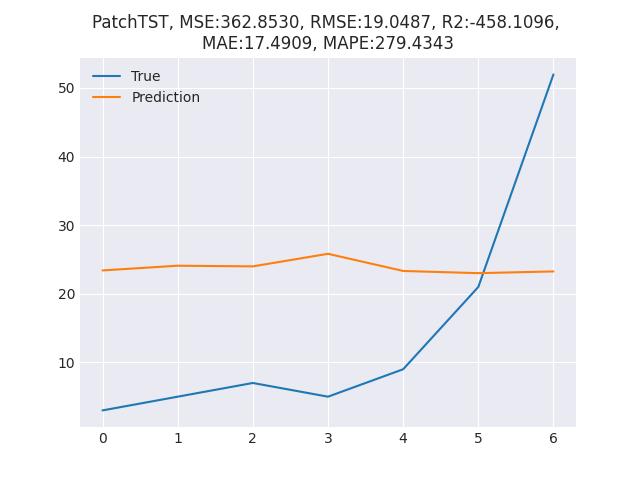 PatchTST, MSE:362.8530, RMSE:19.0487, R2:-458.1096,
MAE:17.4909, MAPE:279.4343
True
Prediction
50
40
30
20
10
0 1 2 3 4 5 6